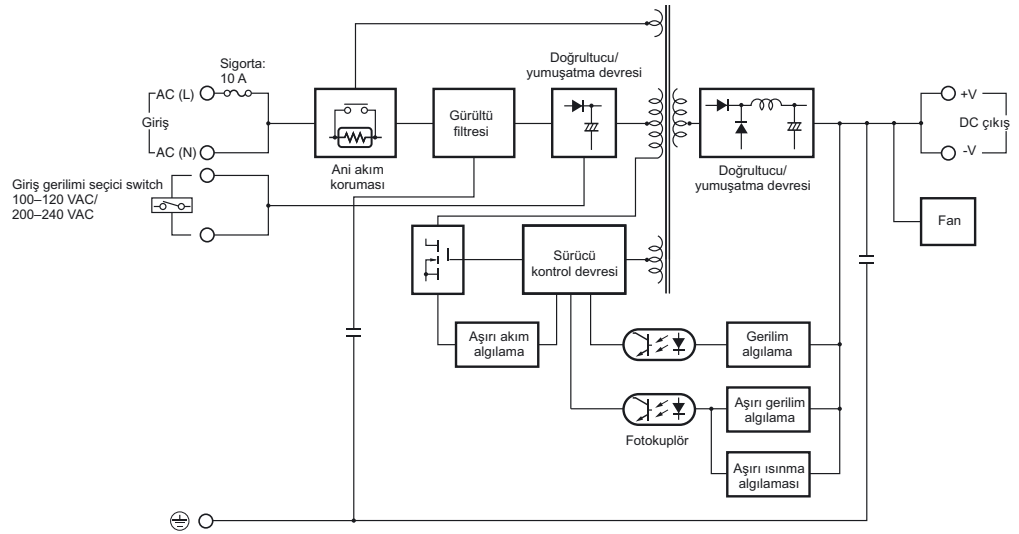 Sigorta:
10 A
AC (L)
Giriş
AC (N)
Giriş gerilimi seçici switch
100–120 VAC/
200–240 VAC
Ani akım
koruması
Gürültü
filtresi
Doğrultucu/
yumuşatma devresi
Doğrultucu/
yumuşatma devresi
+V
DC çıkış
-V
Fan
Sürücü
kontrol devresi
Aşırı akım
algılama
Gerilim
algılama
Aşırı gerilim
algılama
Fotokuplör
Aşırı ısınma
algılaması